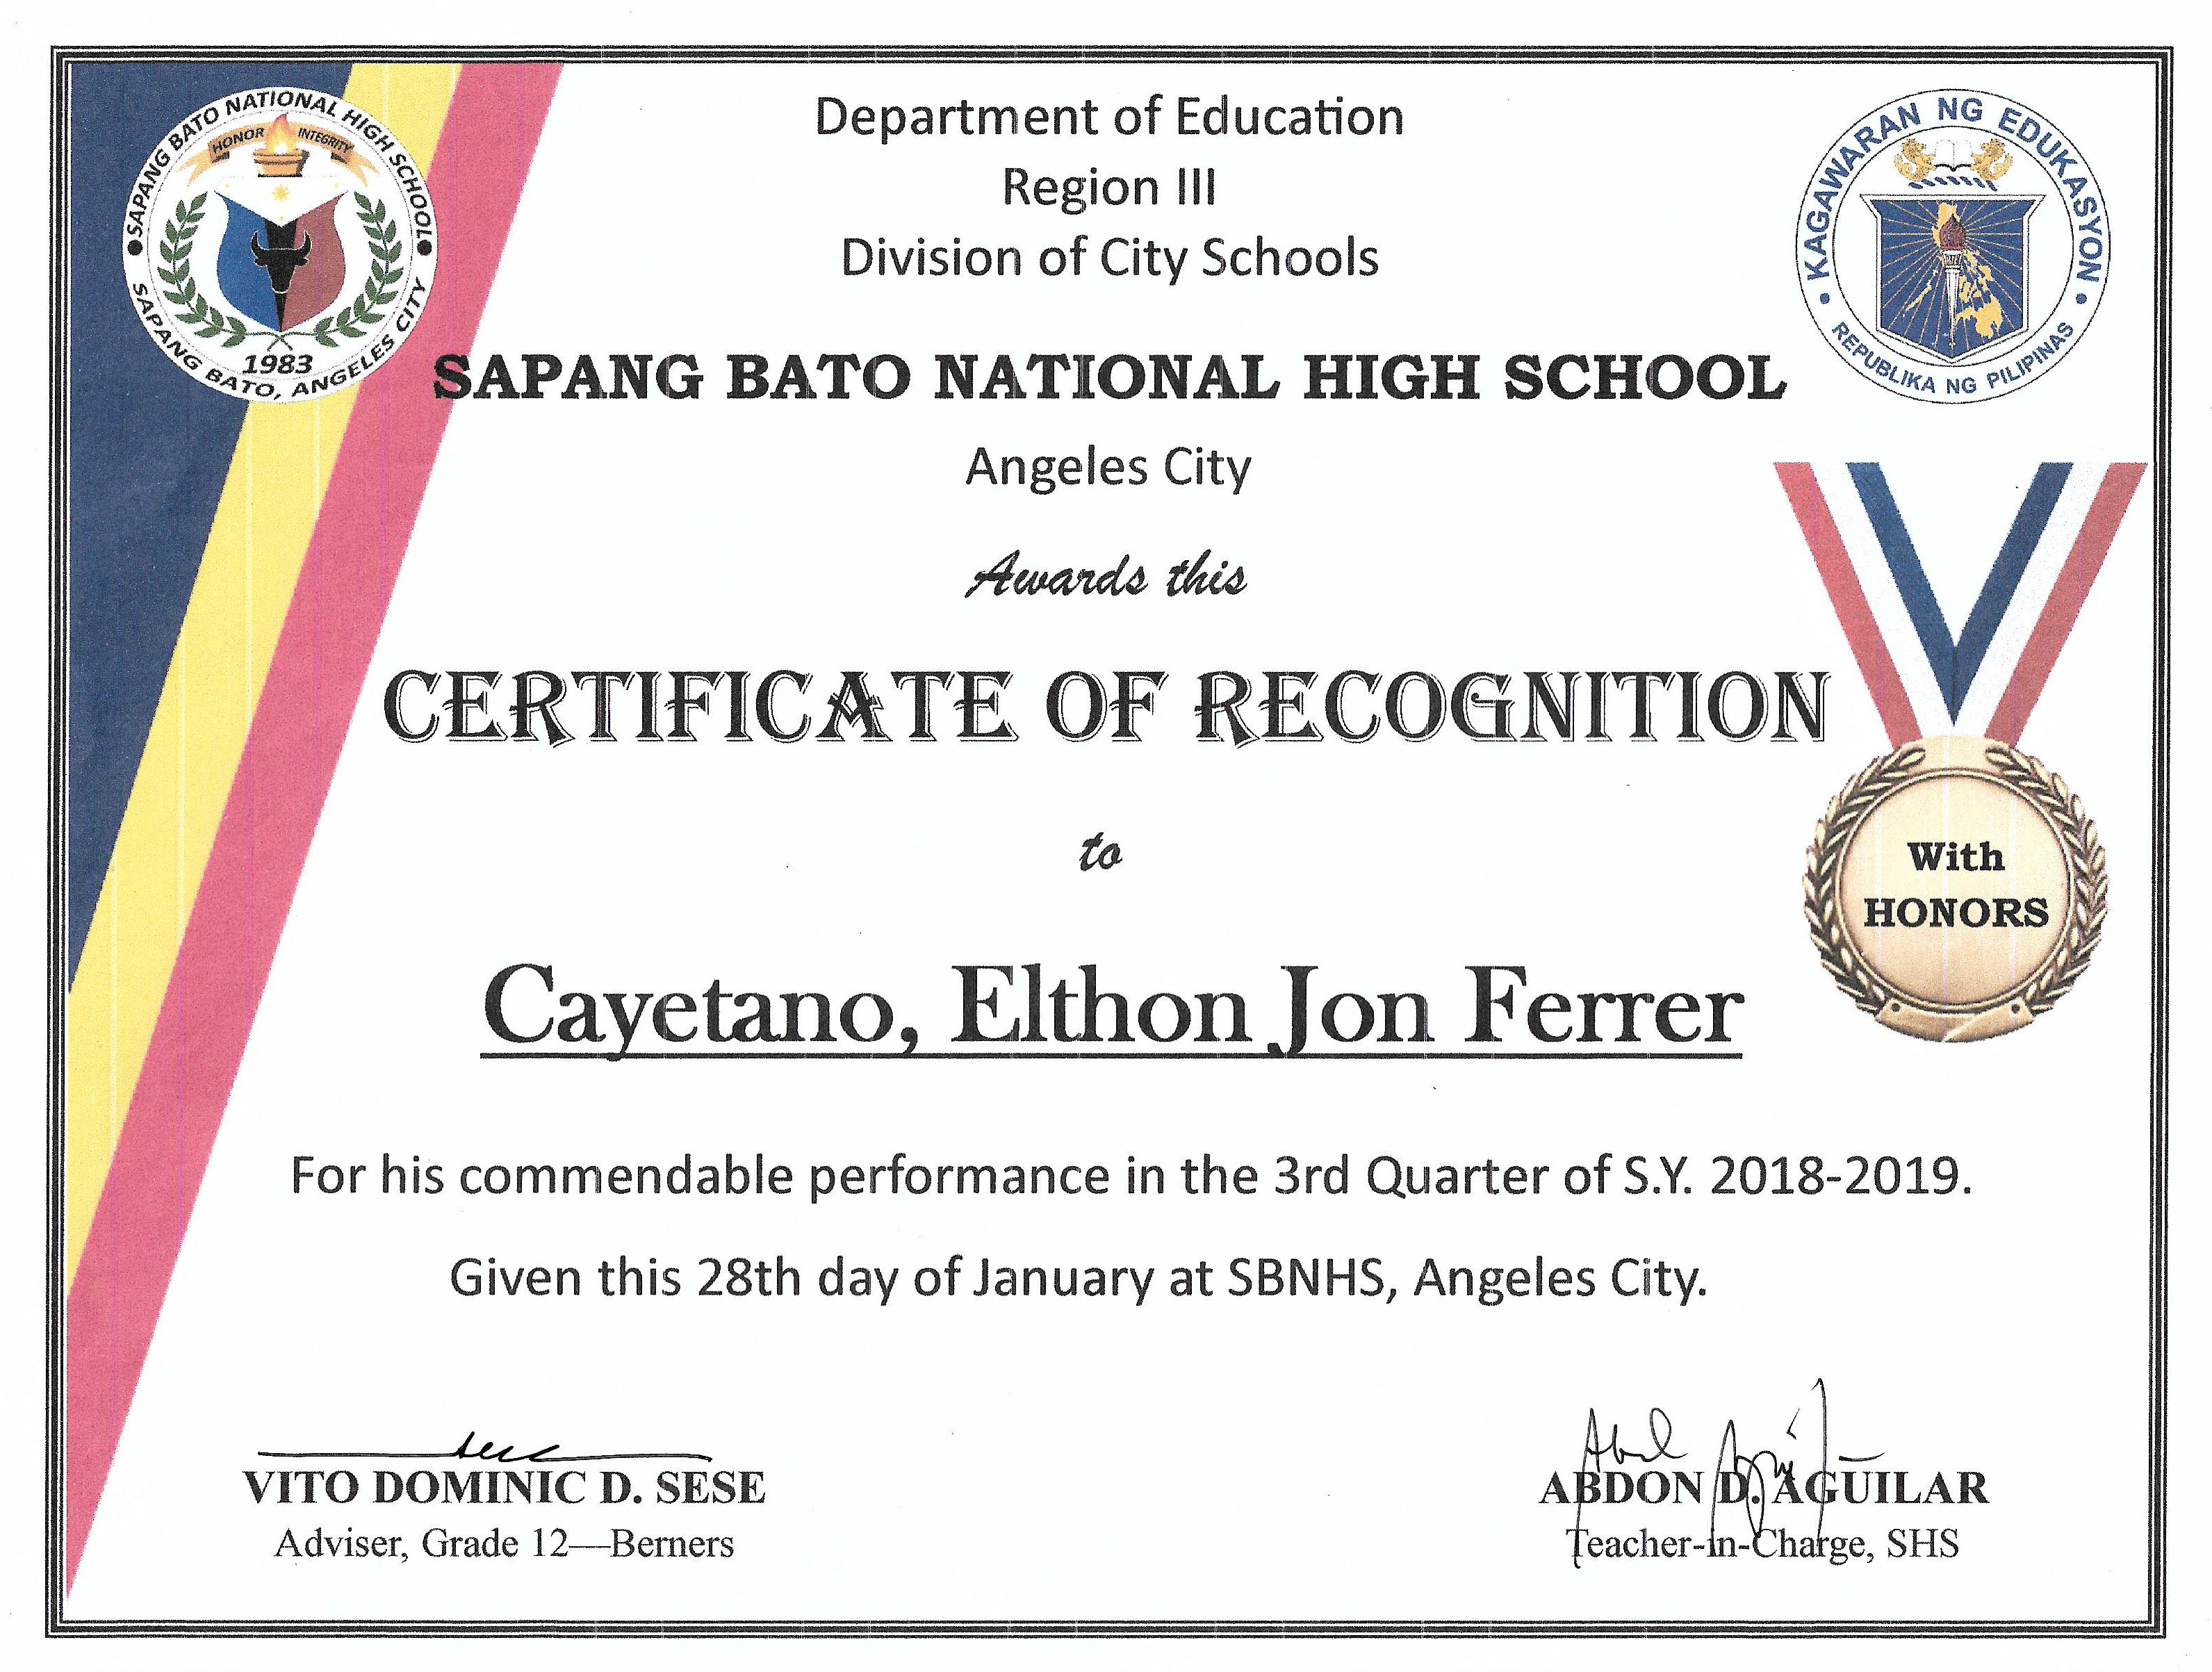 SAPANG BATO NATIONAL HIGH SCHOOL
HONOR INTEGRITY
1983
SAPANG BATO, ANGELES CITY
KAGAWARAN NG EDUKASYON
REPUBLIKA NG PILIPINAS
Department of Education
Region III
Division of City Schools
SAPANG BATO NATIONAL HIGH SCHOOL
Angeles City
Awards this
CERTIFICATE OF RECOGNITION
to
With
HONORS
Cayetano, Elthon Jon Ferrer
For his commendable performance in the 3rd Quarter of S.Y. 2018-2019.
Given this 28th day of January at SBNHS, Angeles City.
VITO DOMINIC D. SESE
Adviser, Grade 12—Berners
ABDON D. AGUILAR
Teacher-in-Charge, SHS